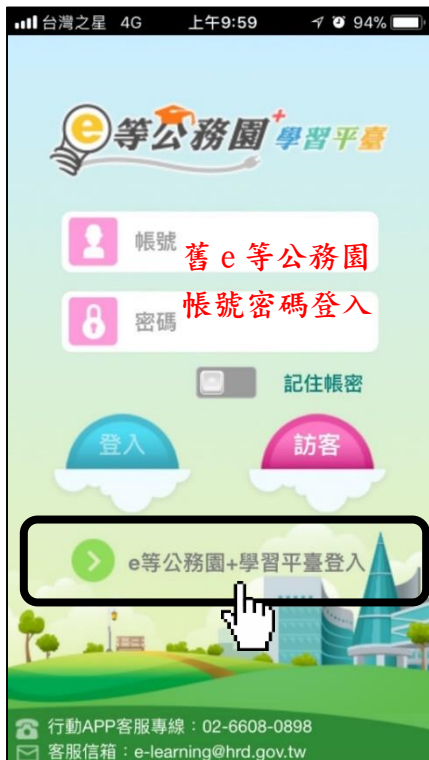 台灣之星 4G 上午9:59 94%
e等公務園+學習平臺
帳號
舊e等公務園
密碼
帳號密碼登入
記住帳密
登入 訪客
e等公務園+學習平臺登入
行動APP客服專線：02-6608-0898
客服信箱：e-learning@hrd.gov.tw